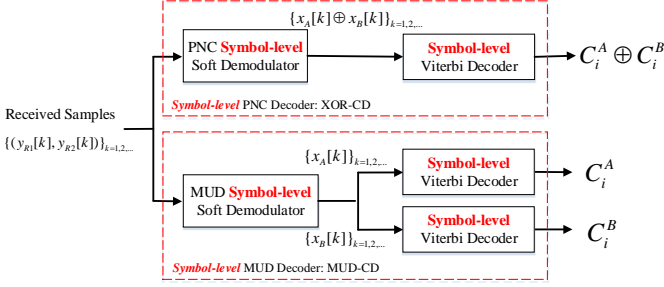 {x_A[k]⊕x_B[k]}_{k=1,2,...}
PNC Symbol-level
Soft Demodulator
Symbol-level
Viterbi Decoder
C_i^A ⊕ C_i^B
Symbol-level PNC Decoder: XOR-CD
Received Samples
{(y_{R1}[k], y_{R2}[k])}_{k=1,2,...}
{x_A[k]}_{k=1,2,...}
Symbol-level
Viterbi Decoder
C_i^A
MUD Symbol-level
Soft Demodulator
Symbol-level
Viterbi Decoder
C_i^B
{x_B[k]}_{k=1,2,...}
Symbol-level MUD Decoder: MUD-CD